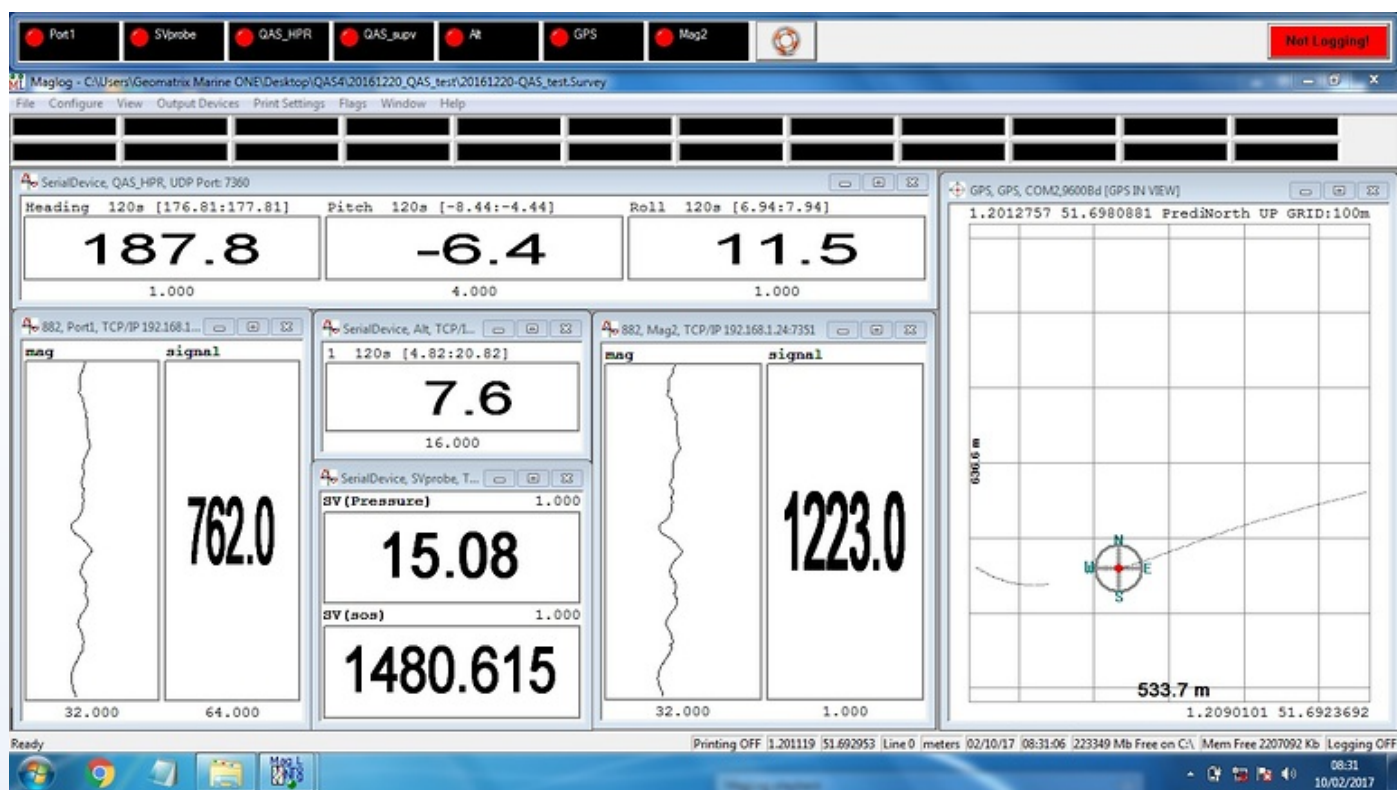 Port1 SVprobe QAS_HPR QAS_supv Alt GPS Mag2 Not Logging!
Maglog - C:\Users\Geomatrix Marine ONE\Desktop\QAS4\20161220_QAS_test\20161220-QAS_test.Survey
File Configure View Output Devices Print Settings Flags Window Help
SerialDevice, QAS_HPR, UDP Port: 7360
Heading 120s [176.81:177.81] Pitch 120s [-8.44:-4.44] Roll 120s [6.94:7.94]
187.8 -6.4 11.5
1.000 4.000 1.000
882, Port1, TCP/IP 192.168.1...
mag signal
762.0
32.000 64.000
SerialDevice, Alt, TCP/I...
1 120s [4.82:20.82]
7.6
16.000
SerialDevice, SVprobe, T...
SV(Pressure) 1.000
15.08
SV(sos) 1.000
1480.615
882, Mag2, TCP/IP 192.168.1.24:7351
mag signal
1223.0
32.000 1.000
GPS, GPS, COM2,9600Bd [GPS IN VIEW]
1.2012757 51.6980881 PrediNorth UP GRID:100m
636.6 m
N
W E
S
533.7 m
1.2090101 51.6923692
Ready Printing OFF 1.201119 51.692953 Line 0 meters 02/10/17 08:31:06 223349 Mb Free on C:\ Mem Free 2207092 Kb Logging OFF
08:31
10/02/2017